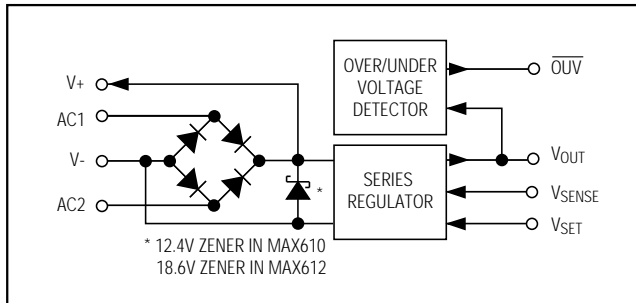 V+
AC1
V-
AC2
OVER/UNDER
VOLTAGE
DETECTOR
OUV
SERIES
REGULATOR
VOUT
VSENSE
VSET
*
* 12.4V ZENER IN MAX610
18.6V ZENER IN MAX612